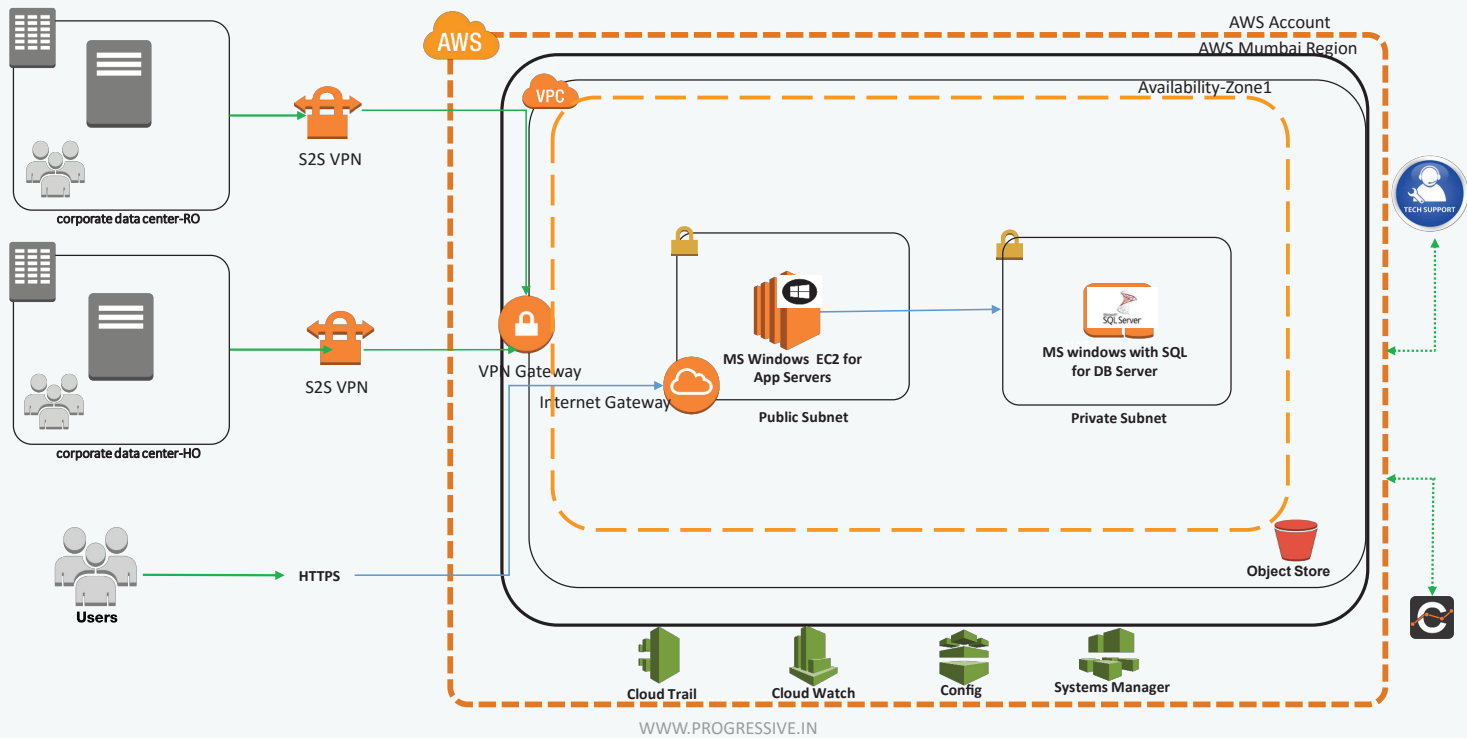 AWS Account
AWS
AWS Mumbai Region
VPC
Availability-Zone1
S2S VPN
corporate data center-RO
TECH SUPPORT
SQL Server
MS Windows EC2 for
App Servers
MS windows with SQL
for DB Server
VPN Gateway
S2S VPN
Internet Gateway
Public Subnet
Private Subnet
corporate data center-HO
HTTPS
Users
Object Store
C
Cloud Trail
Cloud Watch
Config
Systems Manager
WWW.PROGRESSIVE.IN